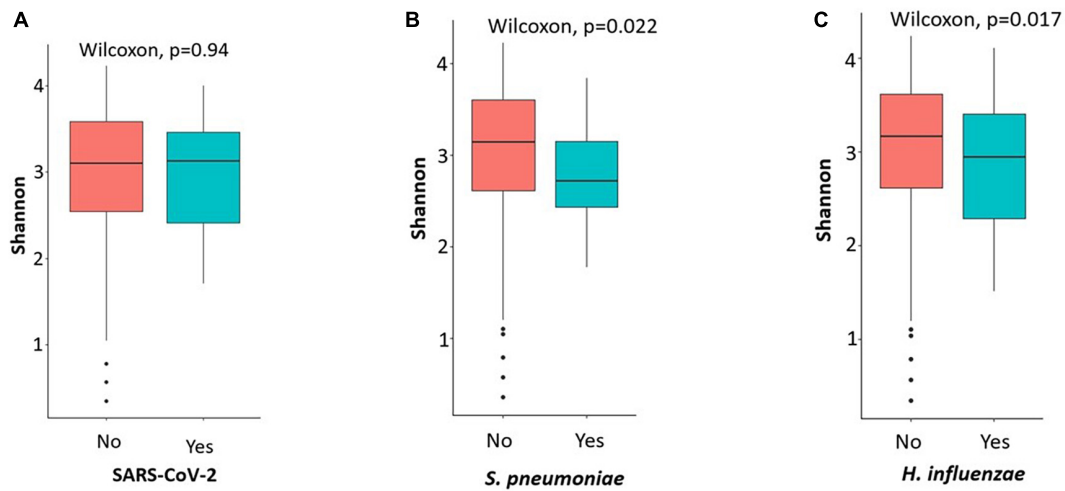 A
Wilcoxon, p=0.94
4
3
2
1
Shannon
No
Yes
SARS-CoV-2
B
Wilcoxon, p=0.022
4
3
2
1
Shannon
No
Yes
S. pneumoniae
C
Wilcoxon, p=0.017
4
3
2
1
Shannon
No
Yes
H. influenzae